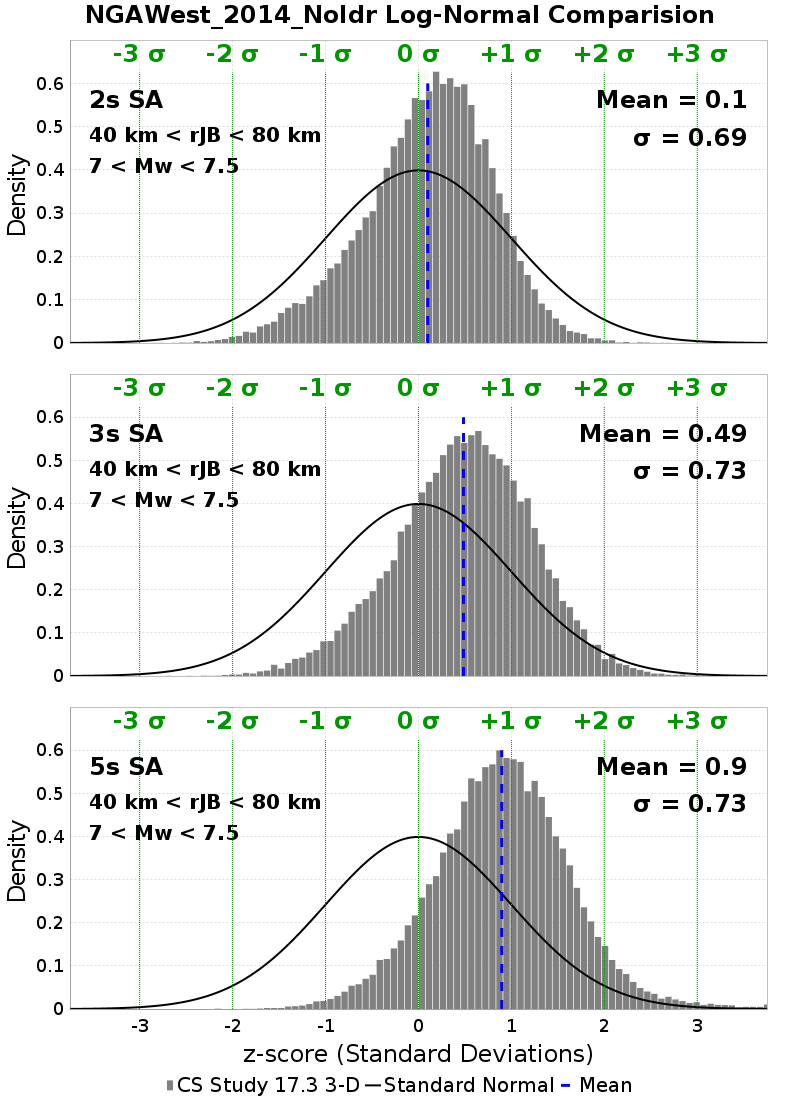 NGAWest_2014_NoIdr Log-Normal Comparision
-3 σ -2 σ -1 σ 0 σ +1 σ +2 σ +3 σ
0.6
2s SA Mean = 0.1
0.5
40 km < rJB < 80 km σ = 0.69
7 < Mw < 7.5
0.4
Density
0.3
0.2
0.1
0
-3 σ -2 σ -1 σ 0 σ +1 σ +2 σ +3 σ
0.6
3s SA Mean = 0.49
0.5
40 km < rJB < 80 km σ = 0.73
7 < Mw < 7.5
0.4
Density
0.3
0.2
0.1
0
-3 σ -2 σ -1 σ 0 σ +1 σ +2 σ +3 σ
0.6
5s SA Mean = 0.9
0.5
40 km < rJB < 80 km σ = 0.73
7 < Mw < 7.5
0.4
Density
0.3
0.2
0.1
0
-3 -2 -1 0 1 2 3
z-score (Standard Deviations)
CS Study 17.3 3-D Standard Normal Mean